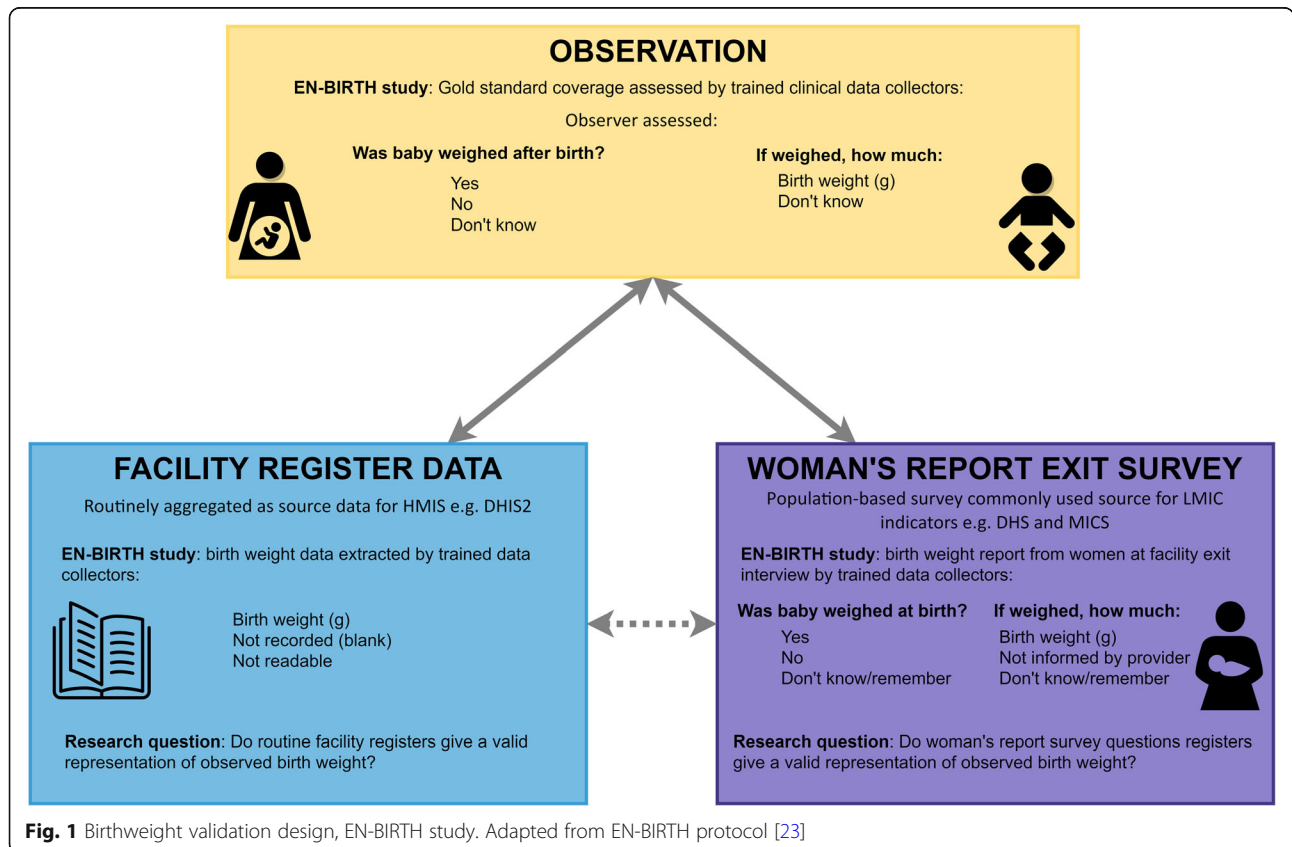 OBSERVATION
EN-BIRTH study: Gold standard coverage assessed by trained clinical data collectors:
Observer assessed:
Was baby weighed after birth?
Yes
No
Don't know
If weighed, how much:
Birth weight (g)
Don't know
FACILITY REGISTER DATA
Routinely aggregated as source data for HMIS e.g. DHIS2
EN-BIRTH study: birth weight data extracted by trained data
collectors:
Birth weight (g)
Not recorded (blank)
Not readable
Research question: Do routine facility registers give a valid
representation of observed birth weight?
WOMAN'S REPORT EXIT SURVEY
Population-based survey commonly used source for LMIC
indicators e.g. DHS and MICS
EN-BIRTH study: birth weight report from women at facility exit
interview by trained data collectors:
Was baby weighed at birth?
Yes
No
Don't know/remember
If weighed, how much:
Birth weight (g)
Not informed by provider
Don't know/remember
Research question: Do woman's report survey questions registers
give a valid representation of observed birth weight?
Fig. 1 Birthweight validation design, EN-BIRTH study. Adapted from EN-BIRTH protocol [23]